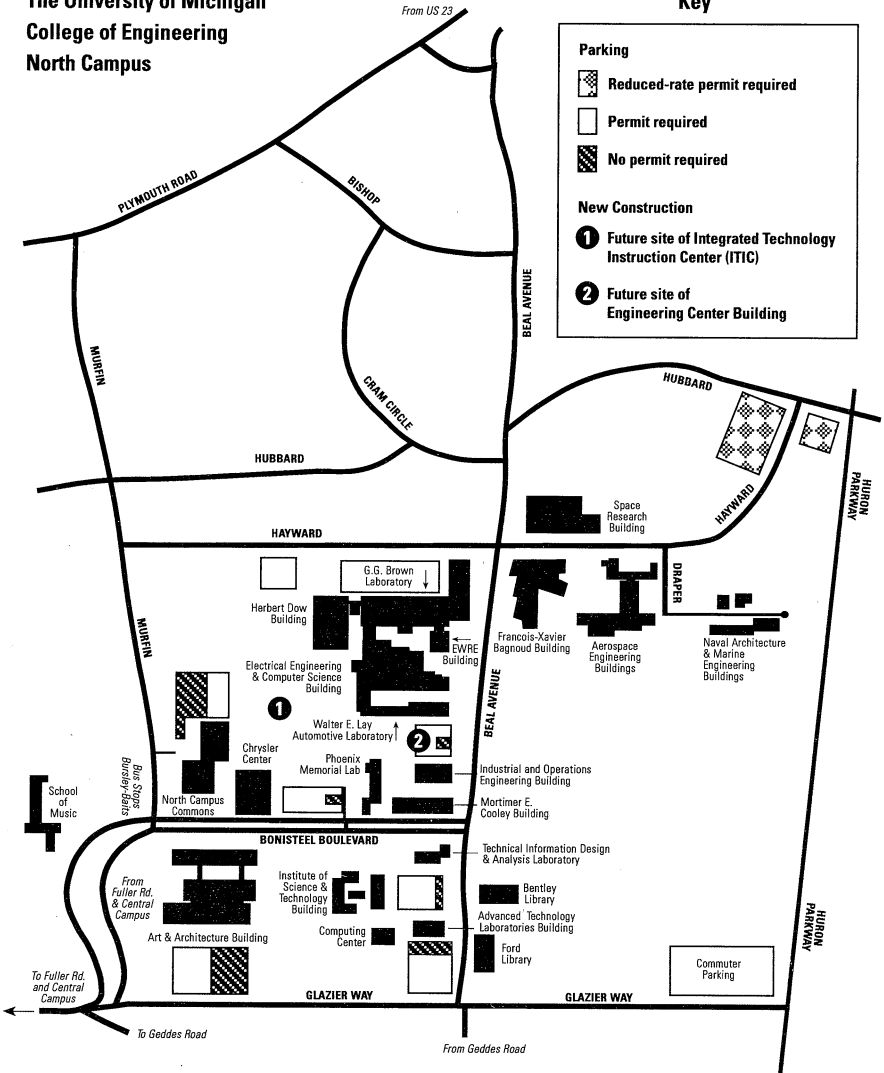 The University of Michigan
College of Engineering
North Campus
From US 23
Key
Parking
Reduced-rate permit required
Permit required
No permit required
New Construction
1 Future site of Integrated Technology
Instruction Center (ITIC)
2 Future site of
Engineering Center Building
PLYMOUTH ROAD
BISHOP
BEAL AVENUE
MURFIN
CRAM CIRCLE
HUBBARD
HUBBARD
HAYWARD
HURON
PARKWAY
Space
Research
Building
HAYWARD
G.G. Brown
Laboratory
DRAPER
Herbert Dow
Building
MURFIN
EWRE
Building
Francois-Xavier
Bagnoud Building
Aerospace
Engineering
Buildings
Naval Architecture
& Marine
Engineering
Buildings
Electrical Engineering
& Computer Science
Building
BEAL AVENUE
1
Walter E. Lay
Automotive Laboratory
2
Chrysler
Center
Phoenix
Memorial Lab
Bus Stops
Bursley-Baits
Industrial and Operations
Engineering Building
School
of
Music
North Campus
Commons
Mortimer E.
Cooley Building
BONISTEEL BOULEVARD
Technical Information Design
& Analysis Laboratory
From
Fuller Rd.
& Central
Campus
Institute of
Science &
Technology
Building
Bentley
Library
Advanced Technology
Laboratories Building
HURON
PARKWAY
Art & Architecture Building
Computing
Center
Ford
Library
Commuter
Parking
To Fuller Rd.
and Central
Campus
GLAZIER WAY
GLAZIER WAY
To Geddes Road
From Geddes Road